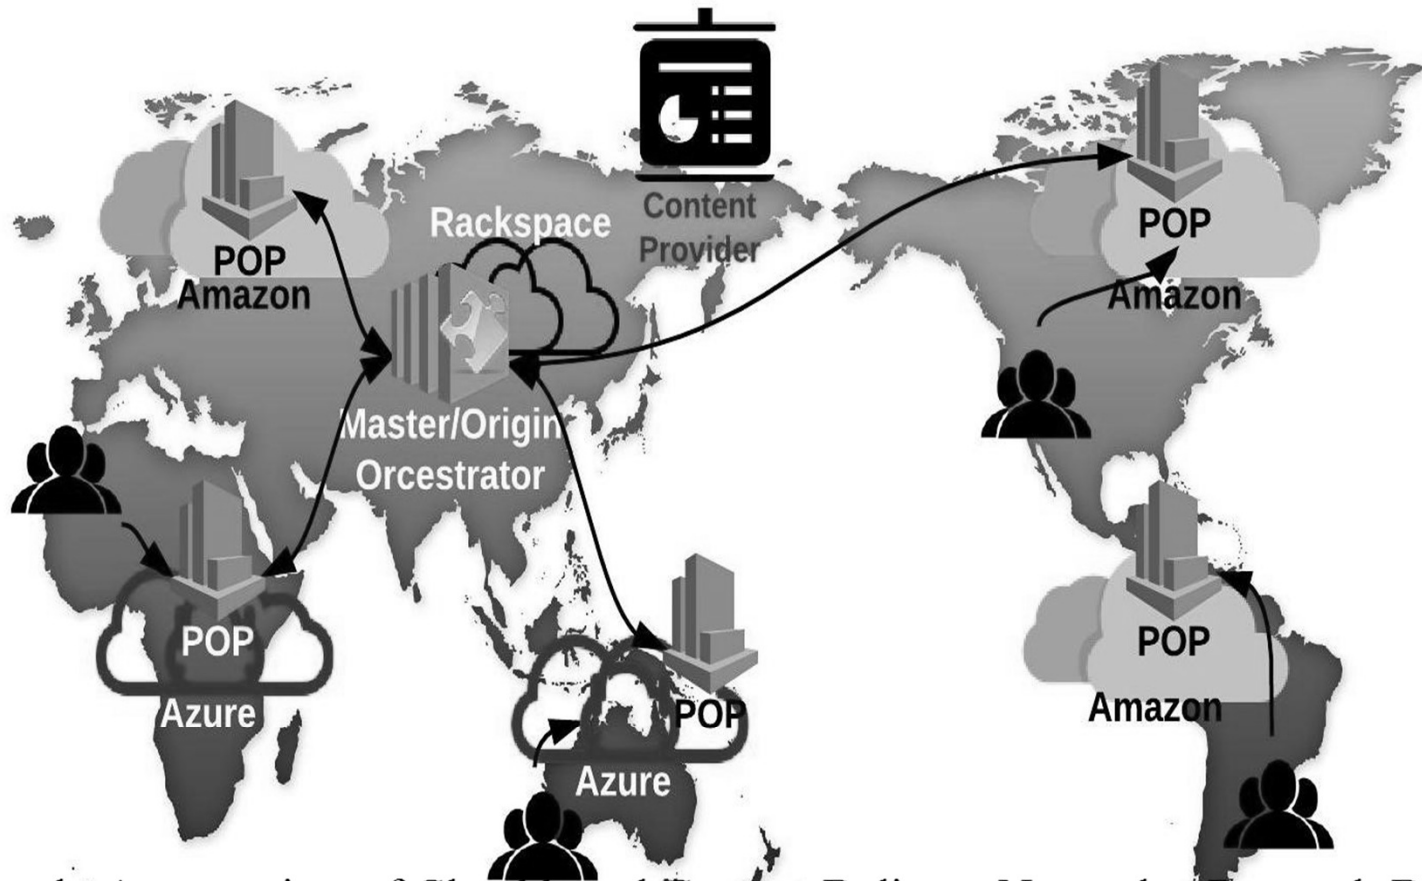 Content
Provider
Rackspace
POP
Amazon
POP
Amazon
Master/Origin
Orcestrator
POP
Azure
POP
Azure
POP
Amazon